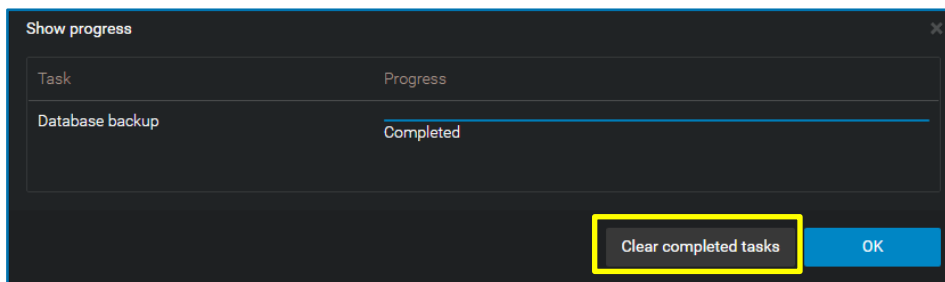 Show progress
Task Progress
Database backup
Completed
Clear completed tasks OK